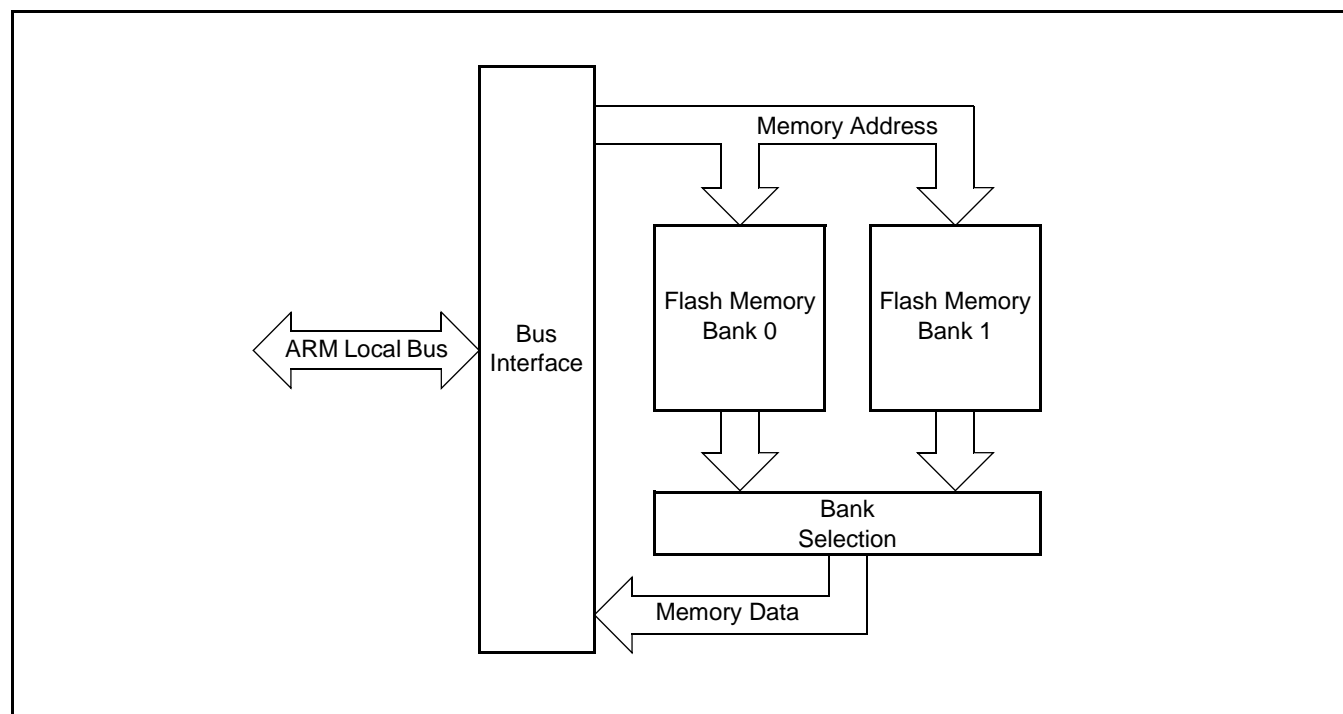 Memory Address
Flash Memory
Bank 0
Flash Memory
Bank 1
ARM Local Bus
Bus
Interface
Bank
Selection
Memory Data